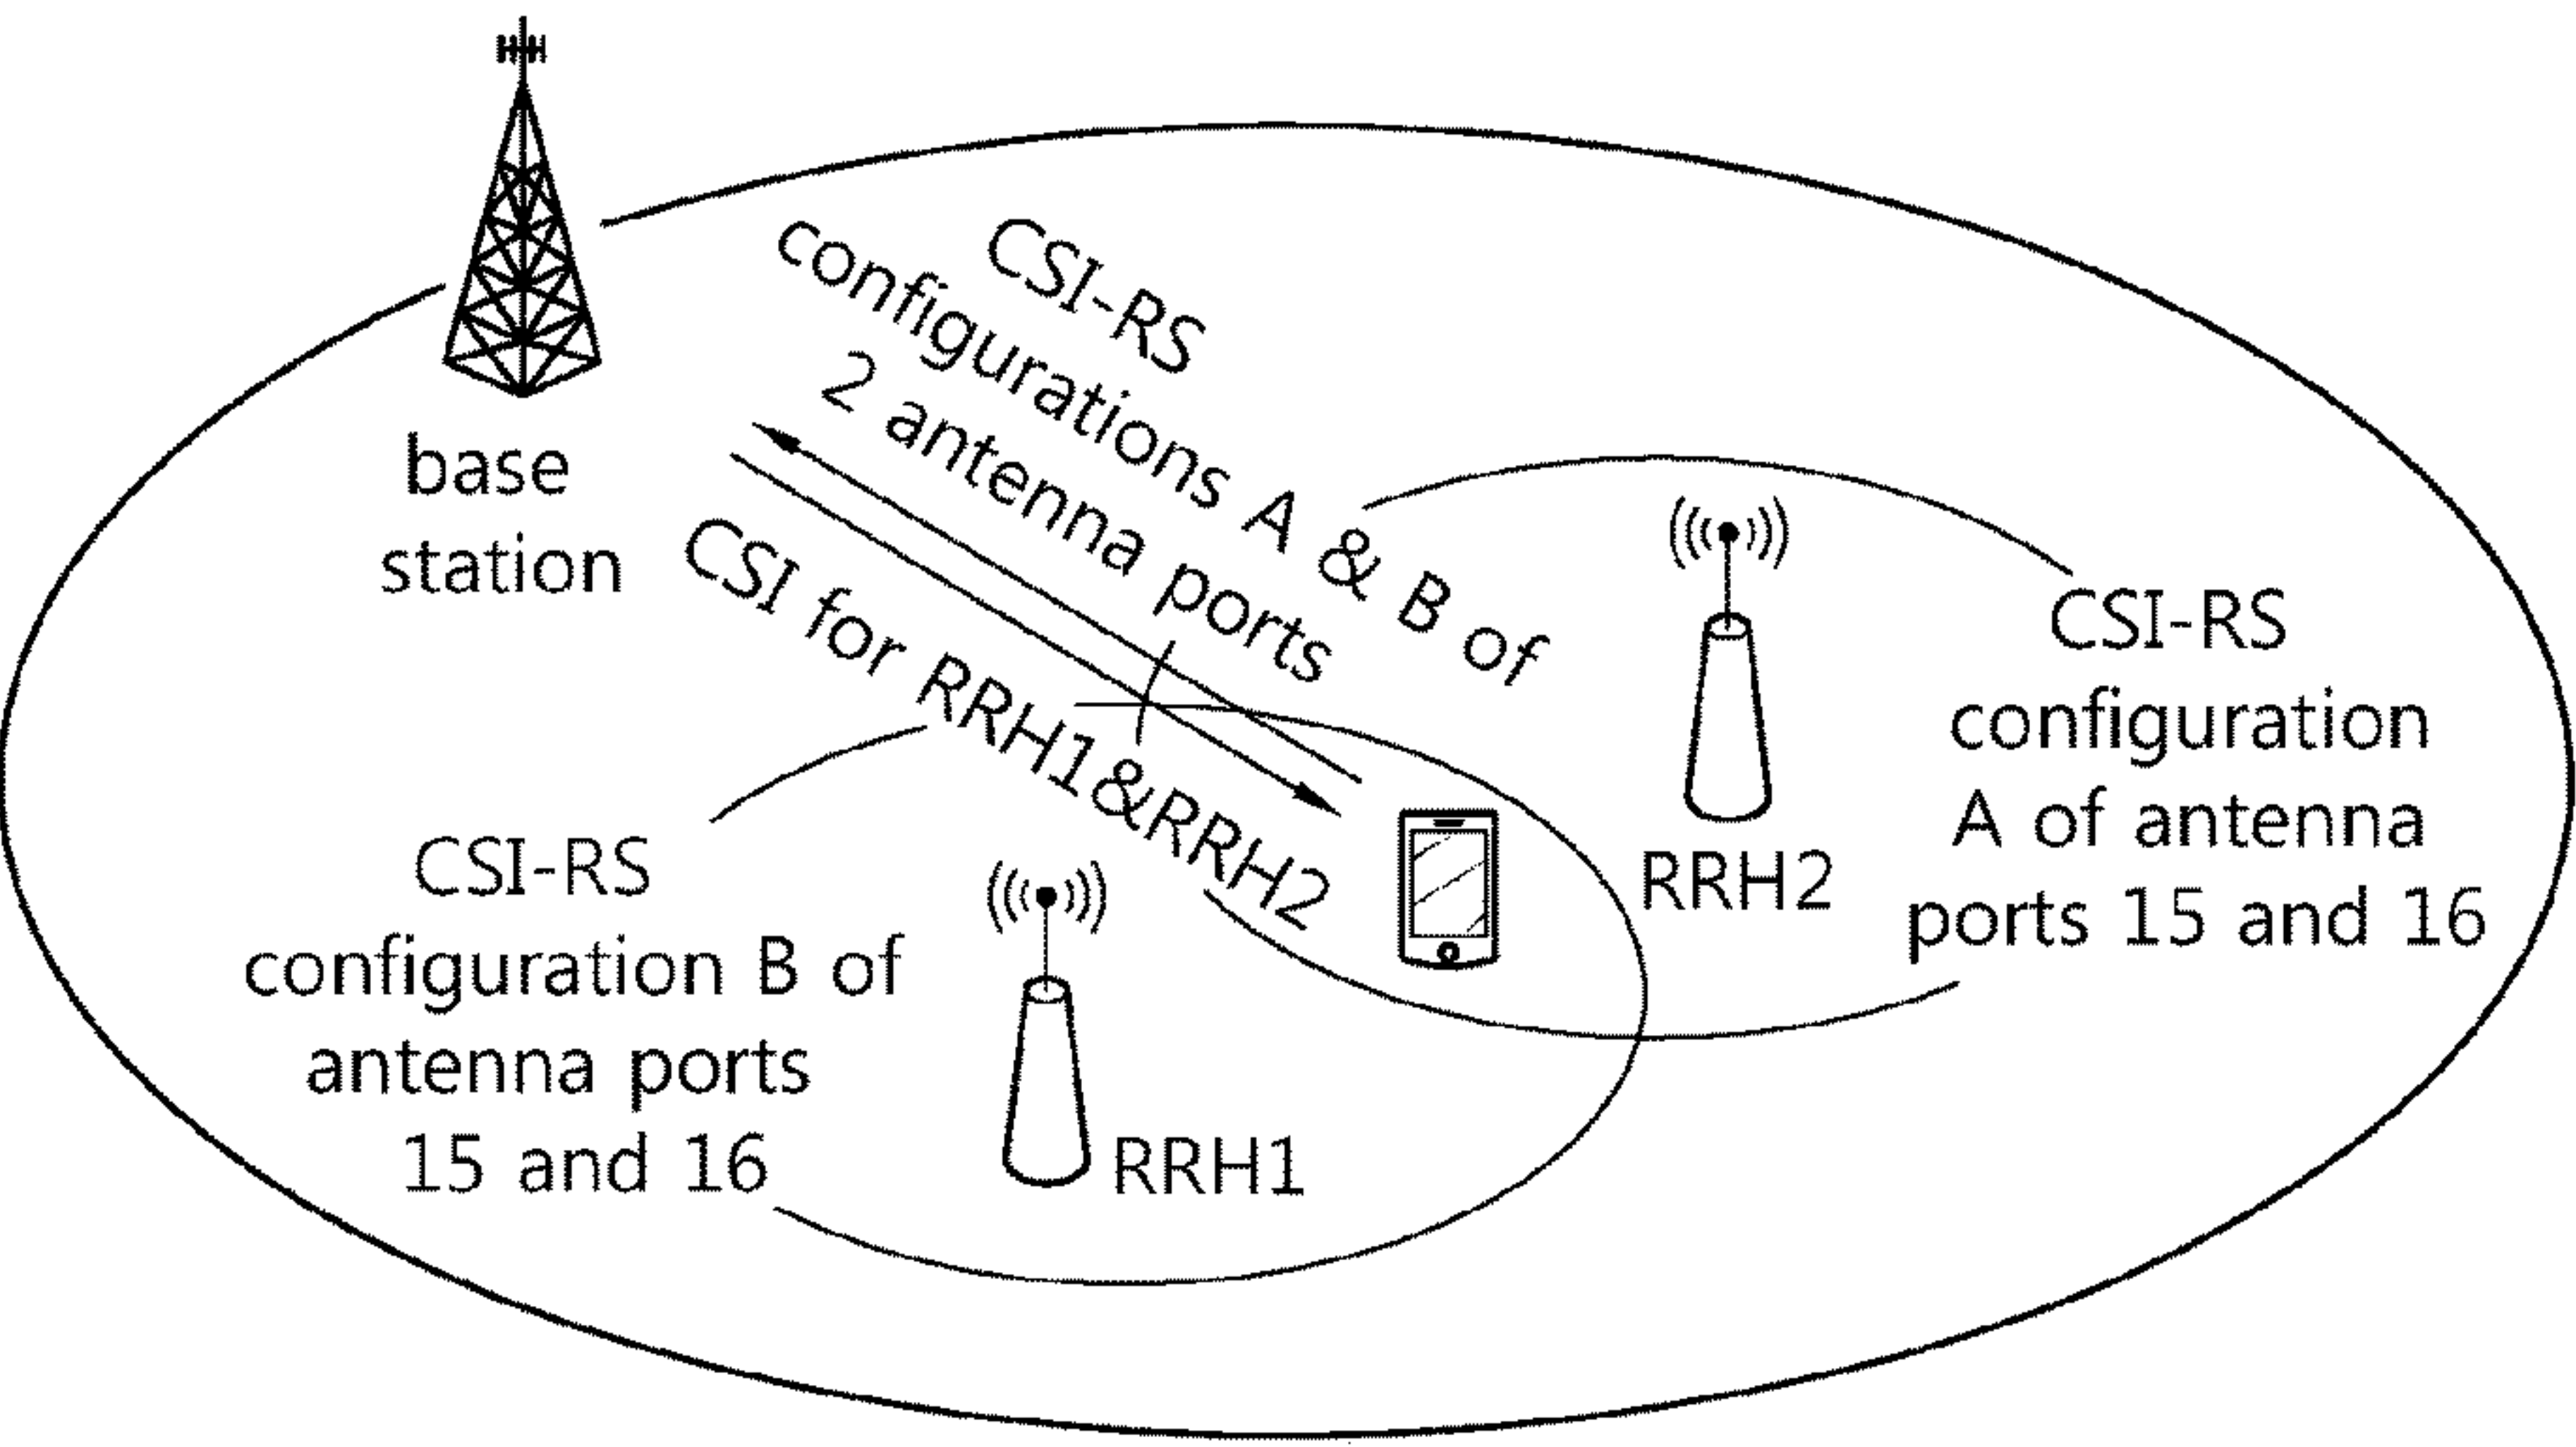 base
station
CSI-RS
configurations A & B of
2 antenna ports
CSI for RRH1&RRH2
CSI-RS
configuration
A of antenna
ports 15 and 16
RRH2
CSI-RS
configuration B of
antenna ports
15 and 16
RRH1